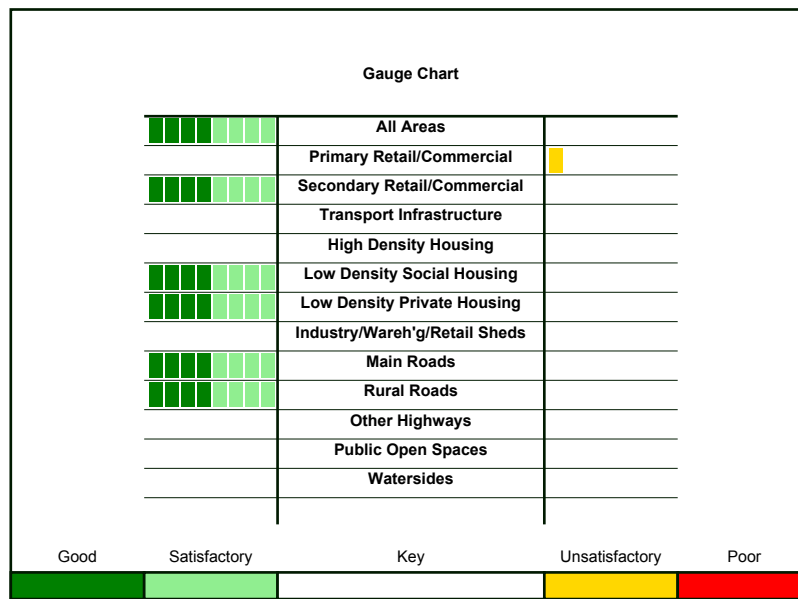 Gauge Chart
All Areas
Primary Retail/Commercial
Secondary Retail/Commercial
Transport Infrastructure
High Density Housing
Low Density Social Housing
Low Density Private Housing
Industry/Wareh'g/Retail Sheds
Main Roads
Rural Roads
Other Highways
Public Open Spaces
Watersides
Good Satisfactory Key Unsatisfactory Poor